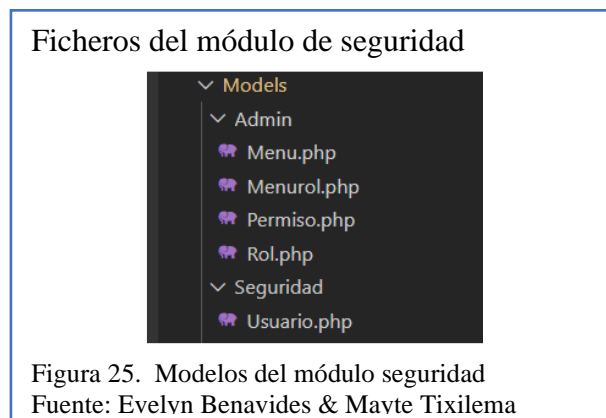 Ficheros del módulo de seguridad
Models
Admin
Menu.php
Menurol.php
Permiso.php
Rol.php
Seguridad
Usuario.php
Figura 25. Modelos del módulo seguridad
Fuente: Evelyn Benavides & Mayte Tixilema